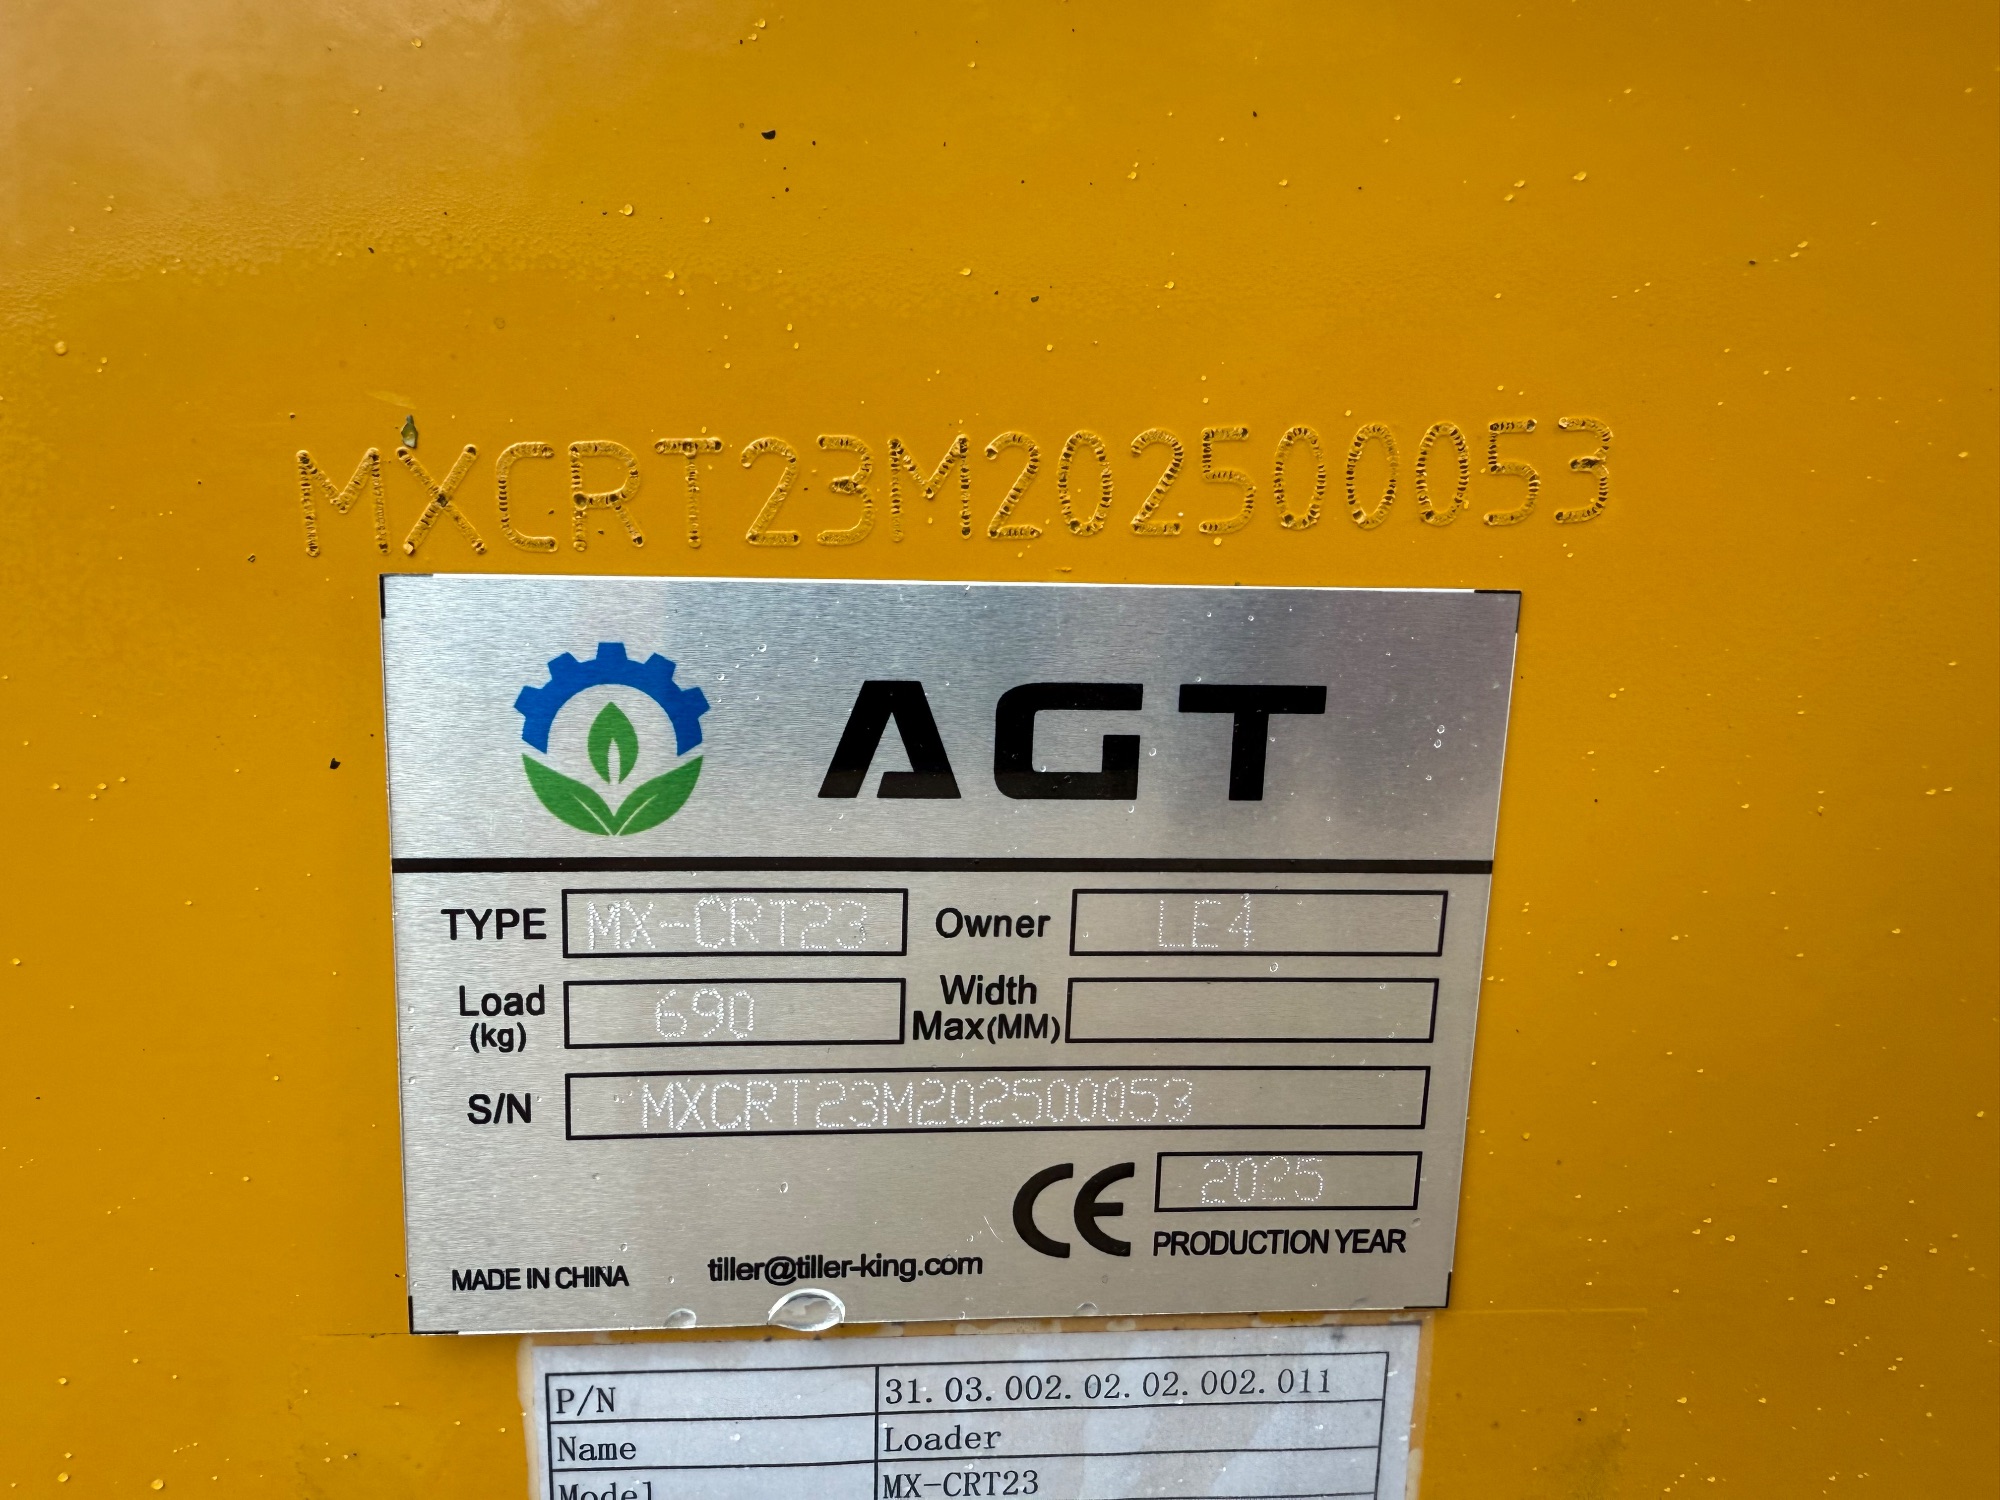 MXCRT23M202500053
AGT
TYPE MX-CRT23 Owner LE4
Load (kg) 690 Width Max(MM)
S/N MXCRT23M202500053
CE 2025
PRODUCTION YEAR
MADE IN CHINA tiller@tiller-king.com
P/N 31.03.002.02.02.002.011
Name Loader
Model MX-CRT23